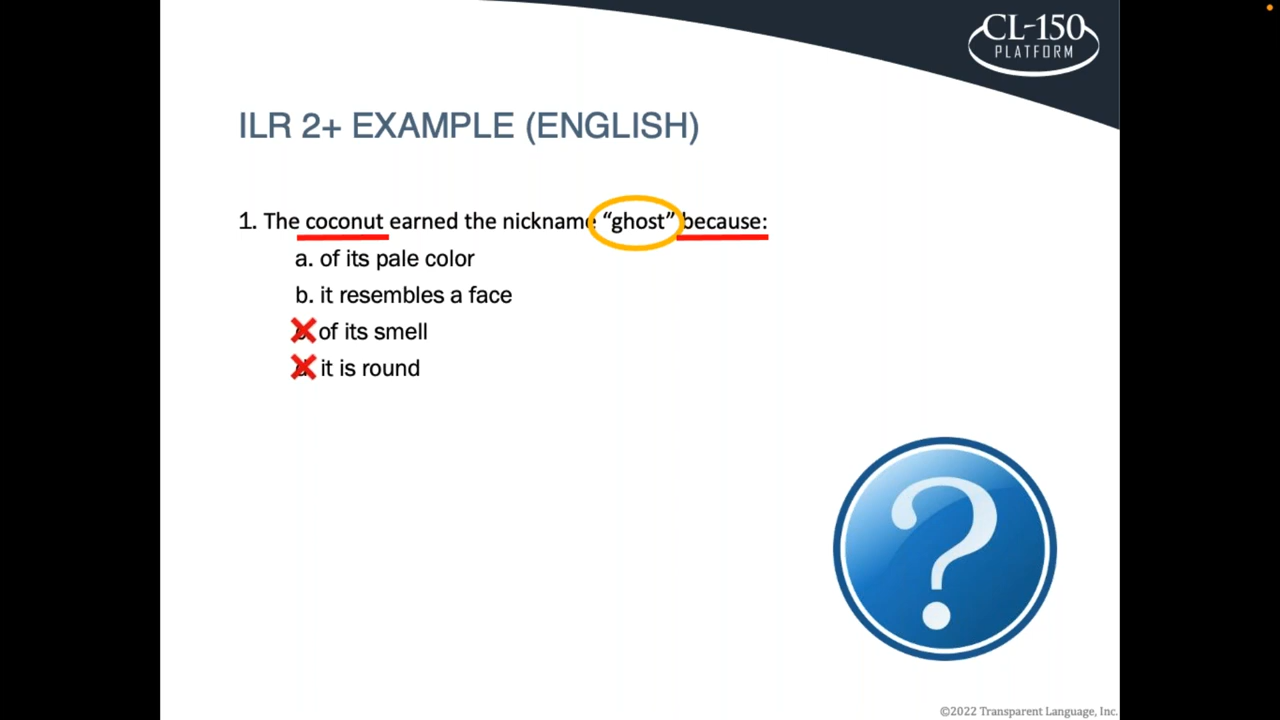 CL-150
PLATFORM
ILR 2+ EXAMPLE (ENGLISH)
1. The coconut earned the nickname “ghost” because:
a. of its pale color
b. it resembles a face
c. of its smell
d. it is round
?
©2022 Transparent Language, Inc.